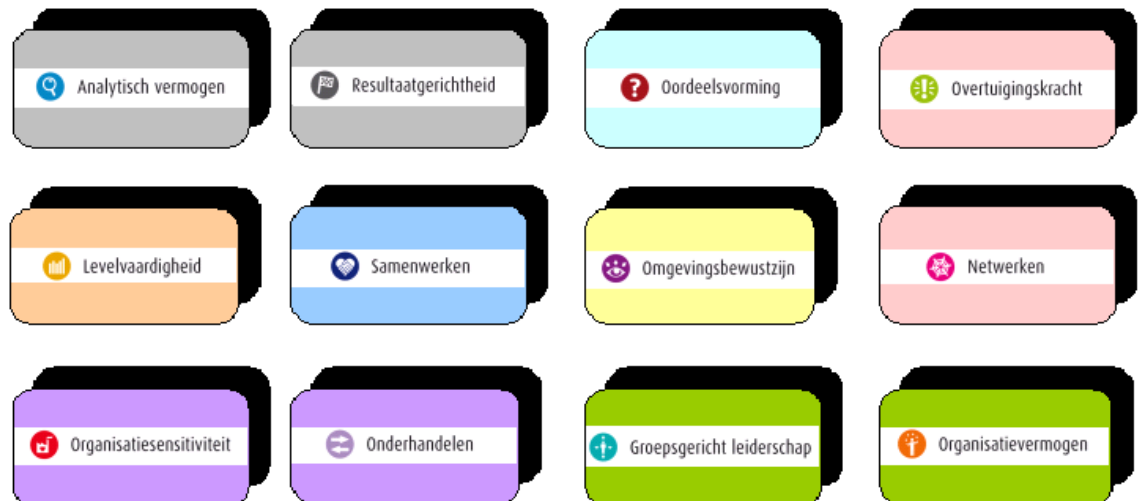 Analytisch vermogen
Resultaatgerichtheid
Oordeelsvorming
Overtuigingskracht
Levelvaardigheid
Samenwerken
Omgevingsbewustzijn
Netwerken
Organisatiesensitiviteit
Onderhandelen
Groepsgericht leiderschap
Organisatievermogen